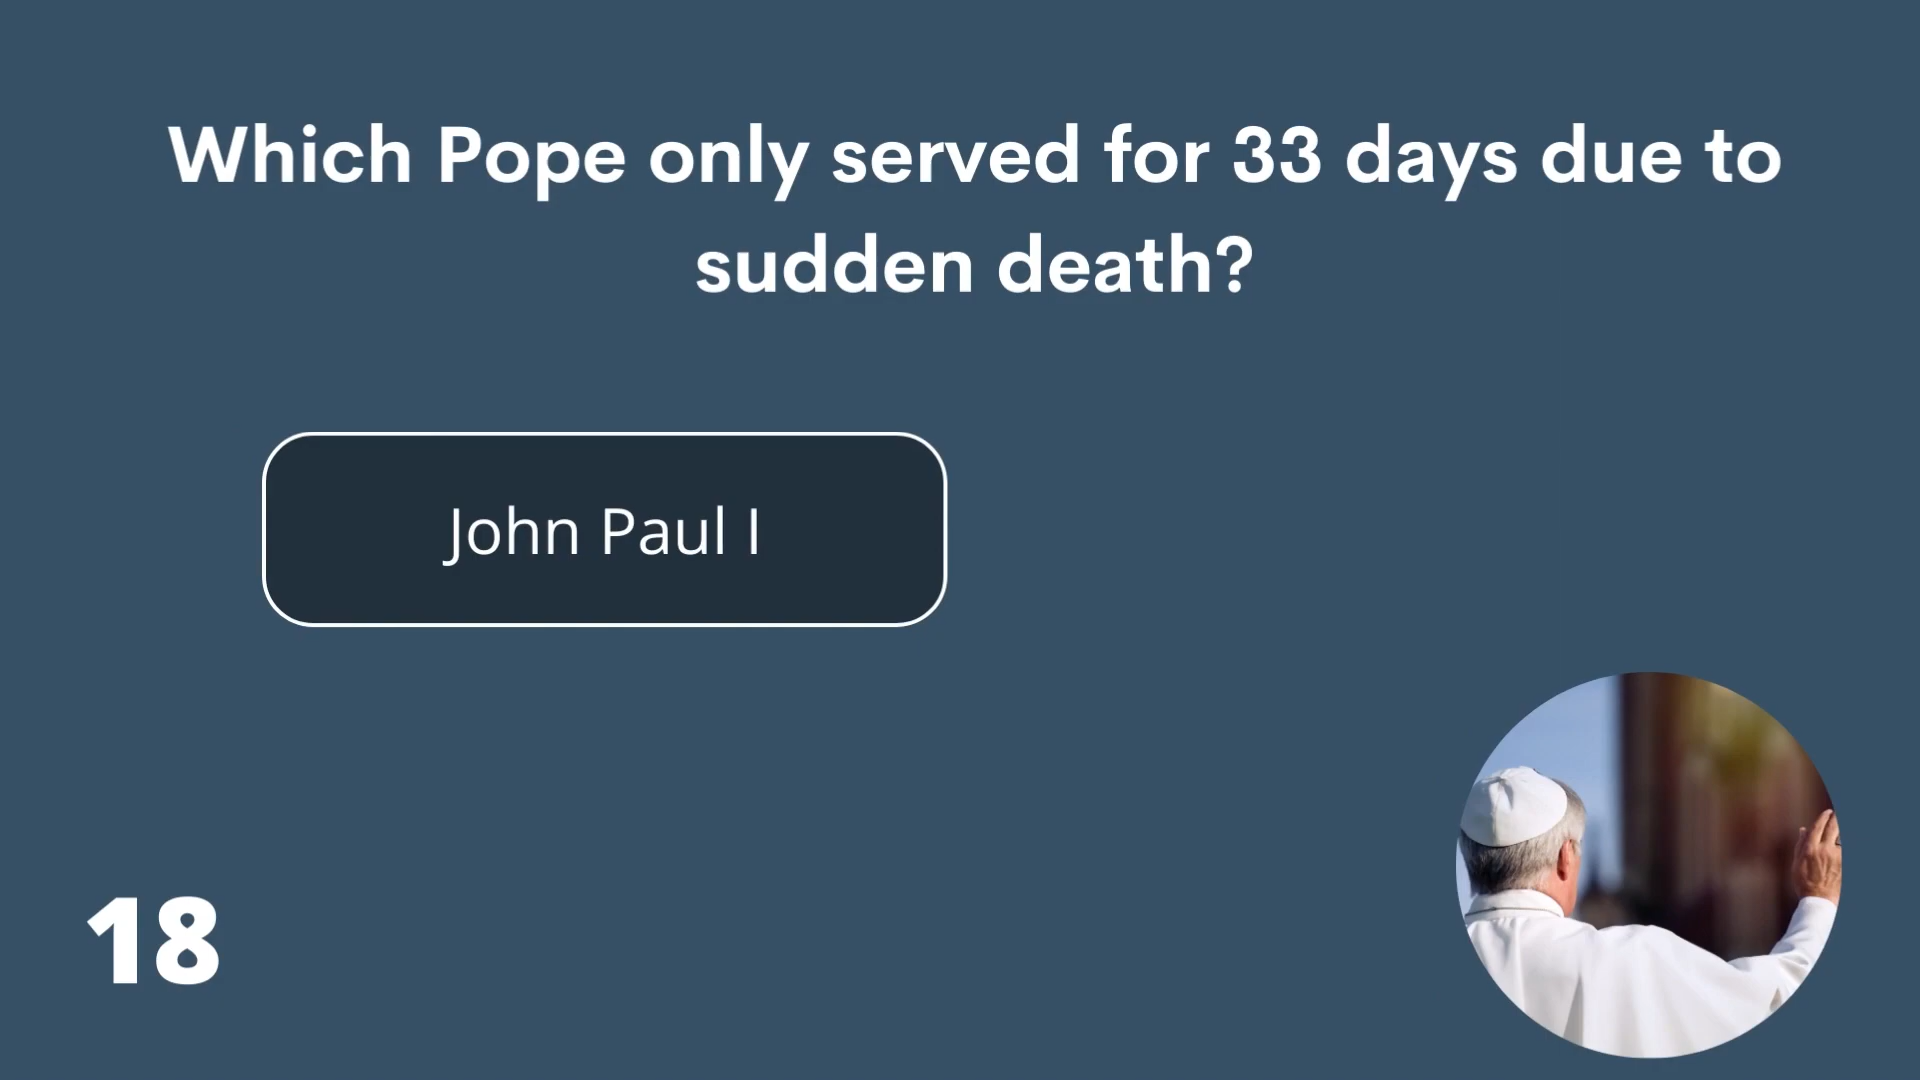 Which Pope only served for 33 days due to
sudden death?
John Paul I
18